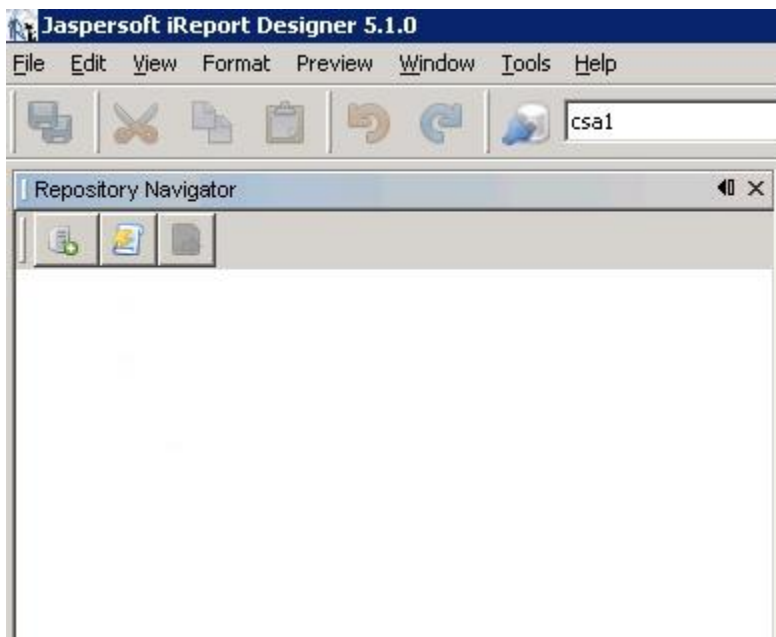 Jaspersoft iReport Designer 5.1.0
File Edit View Format Preview Window Tools Help
csa1
Repository Navigator